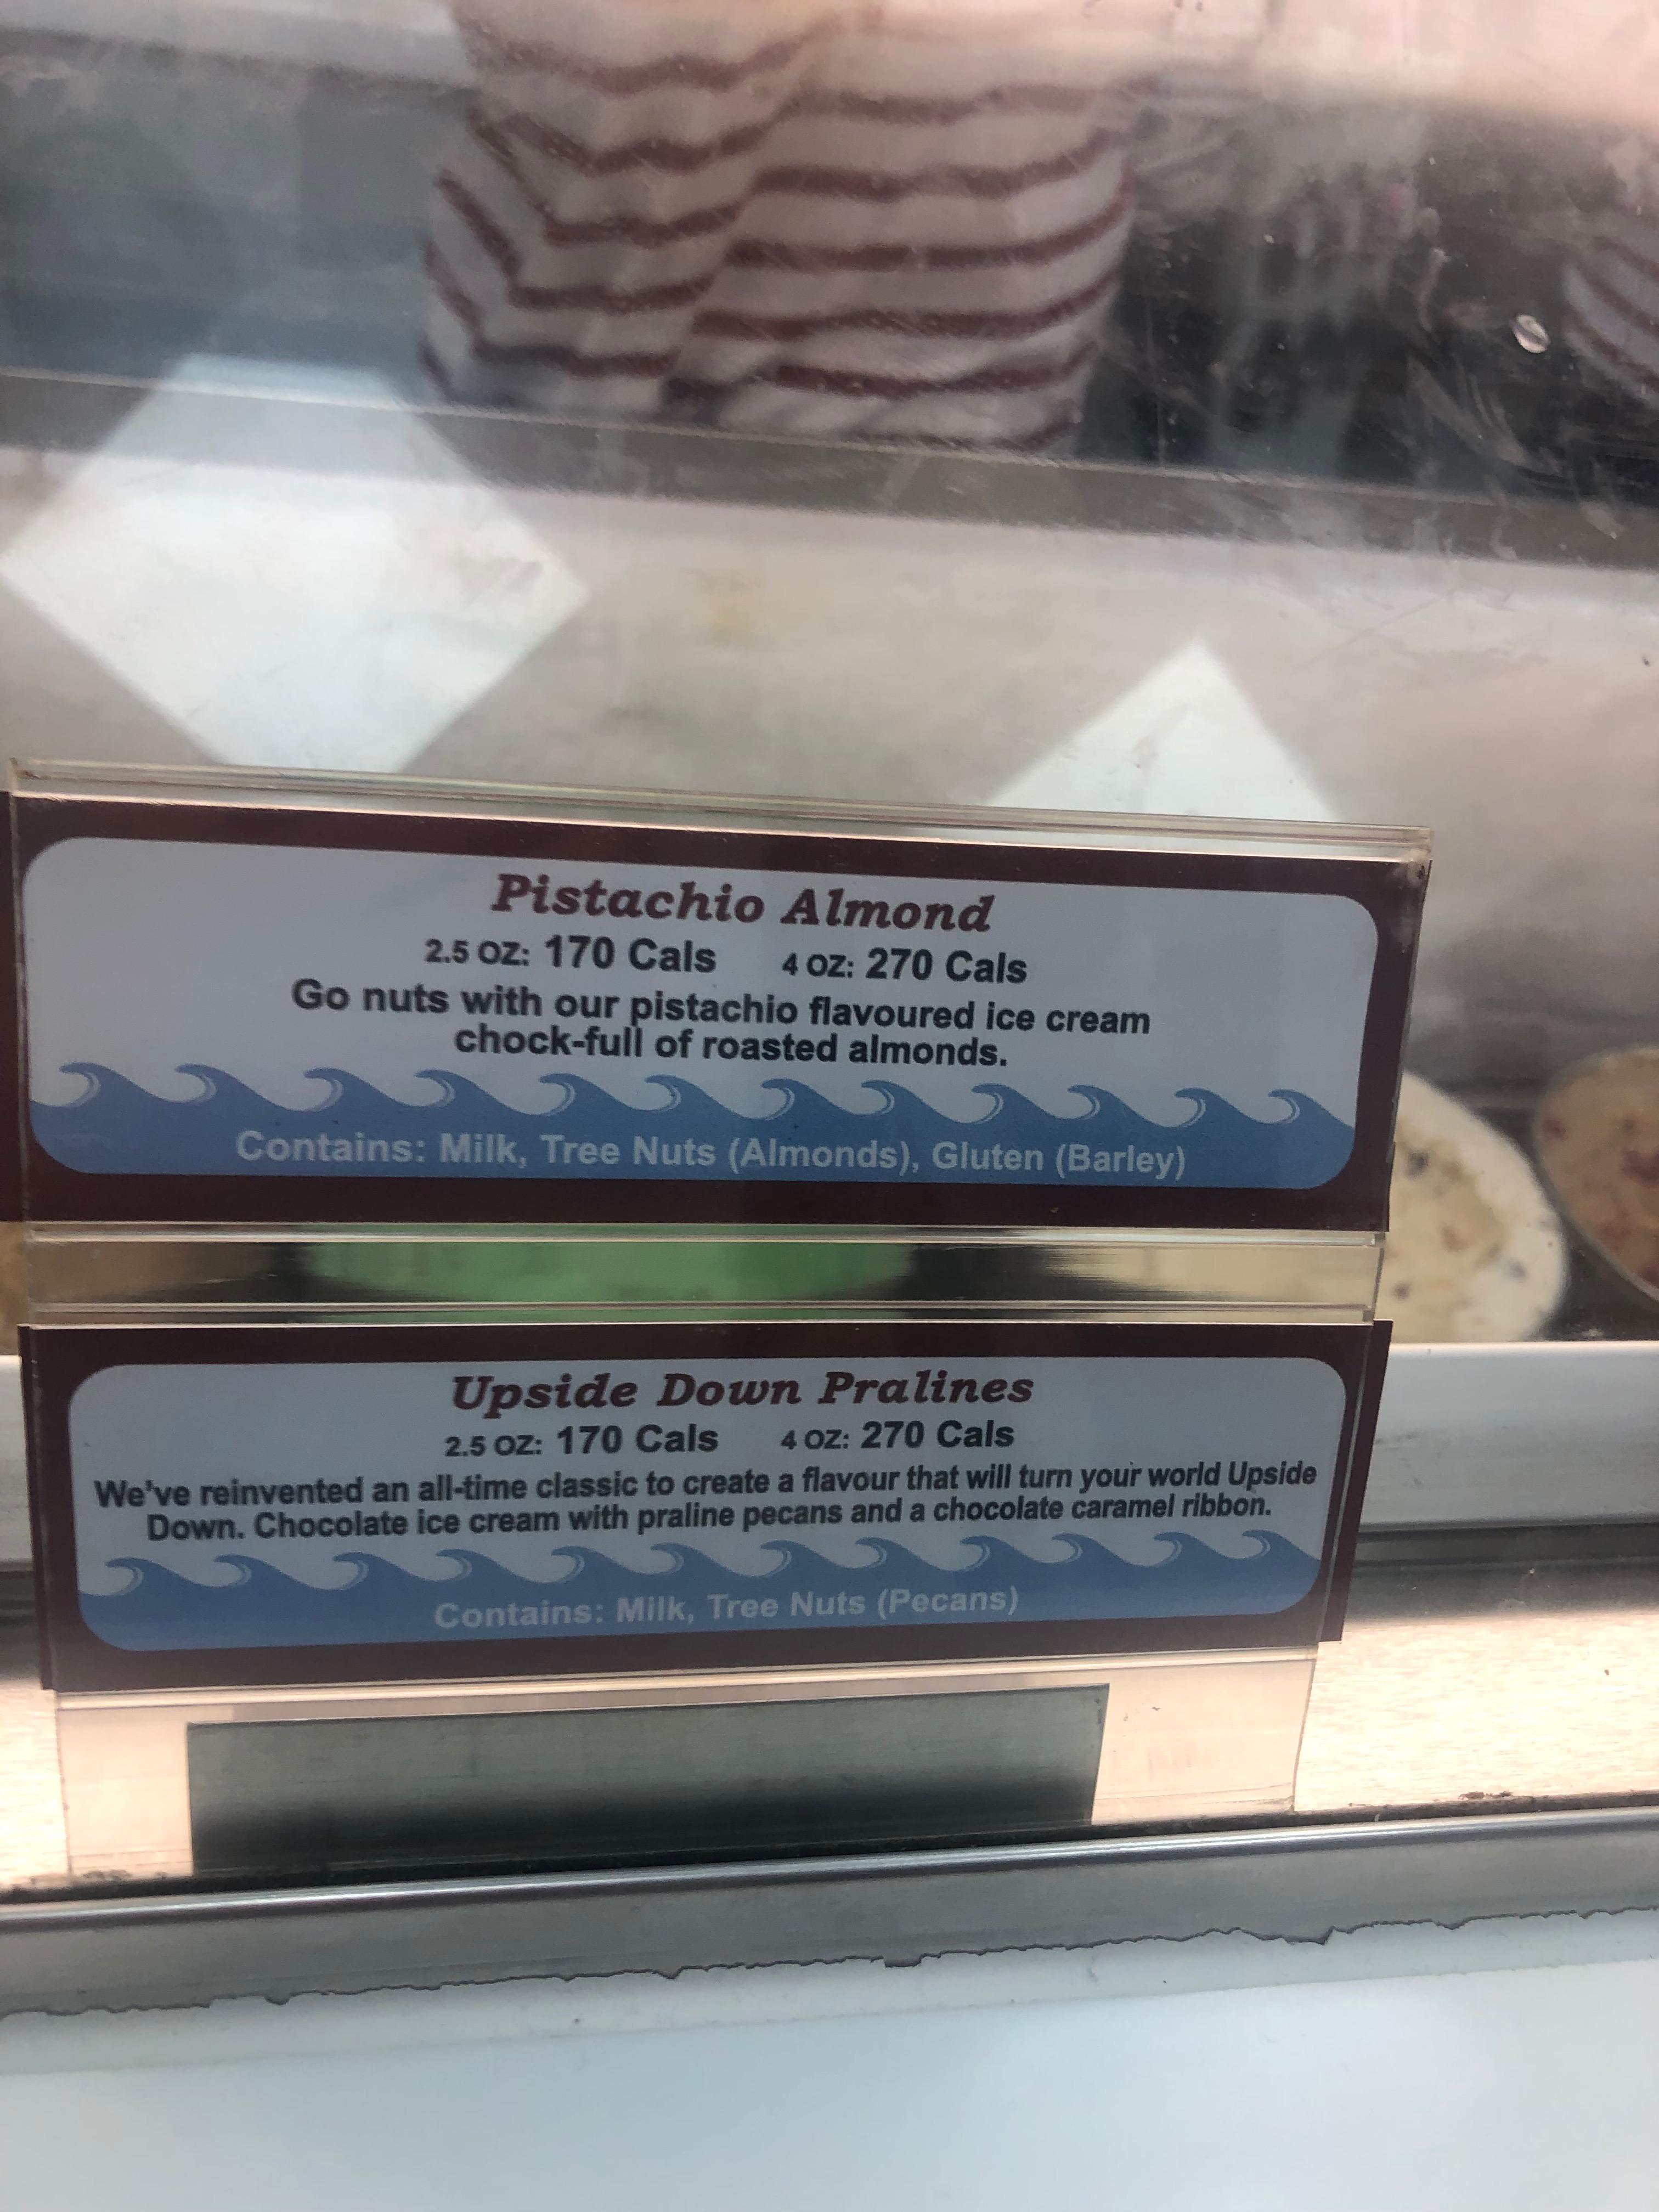 Pistachio Almond
2.5 OZ: 170 Cals 4 OZ: 270 Cals
Go nuts with our pistachio flavoured ice cream
chock-full of roasted almonds.
Contains: Milk, Tree Nuts (Almonds), Gluten (Barley)
Upside Down Pralines
2.5 OZ: 170 Cals 4 OZ: 270 Cals
We've reinvented an all-time classic to create a flavour that will turn your world Upside
Down. Chocolate ice cream with praline pecans and a chocolate caramel ribbon.
Contains: Milk, Tree Nuts (Pecans)